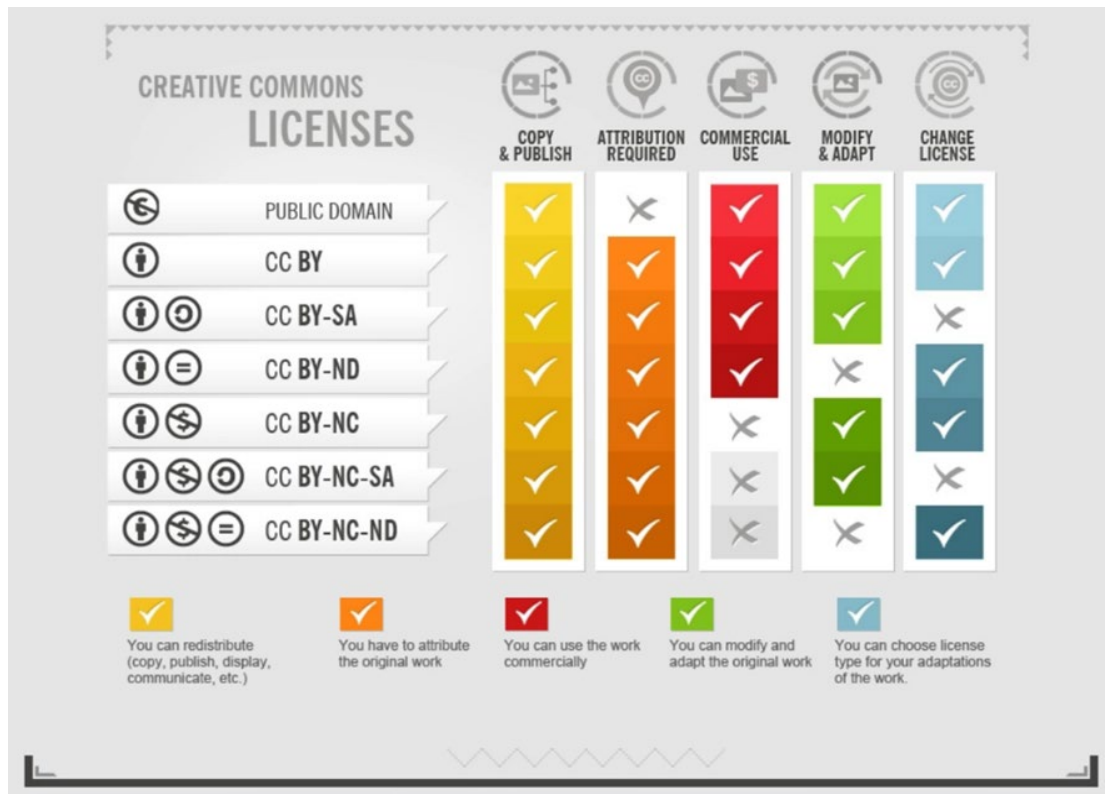 CREATIVE COMMONS
LICENSES
COPY
& PUBLISH
ATTRIBUTION
REQUIRED
COMMERCIAL
USE
MODIFY
& ADAPT
CHANGE
LICENSE
PUBLIC DOMAIN
CC BY
CC BY-SA
CC BY-ND
CC BY-NC
CC BY-NC-SA
CC BY-NC-ND
You can redistribute
(copy, publish, display,
communicate, etc.)
You have to attribute
the original work
You can use the work
commercially
You can modify and
adapt the original work
You can choose license
type for your adaptations
of the work.